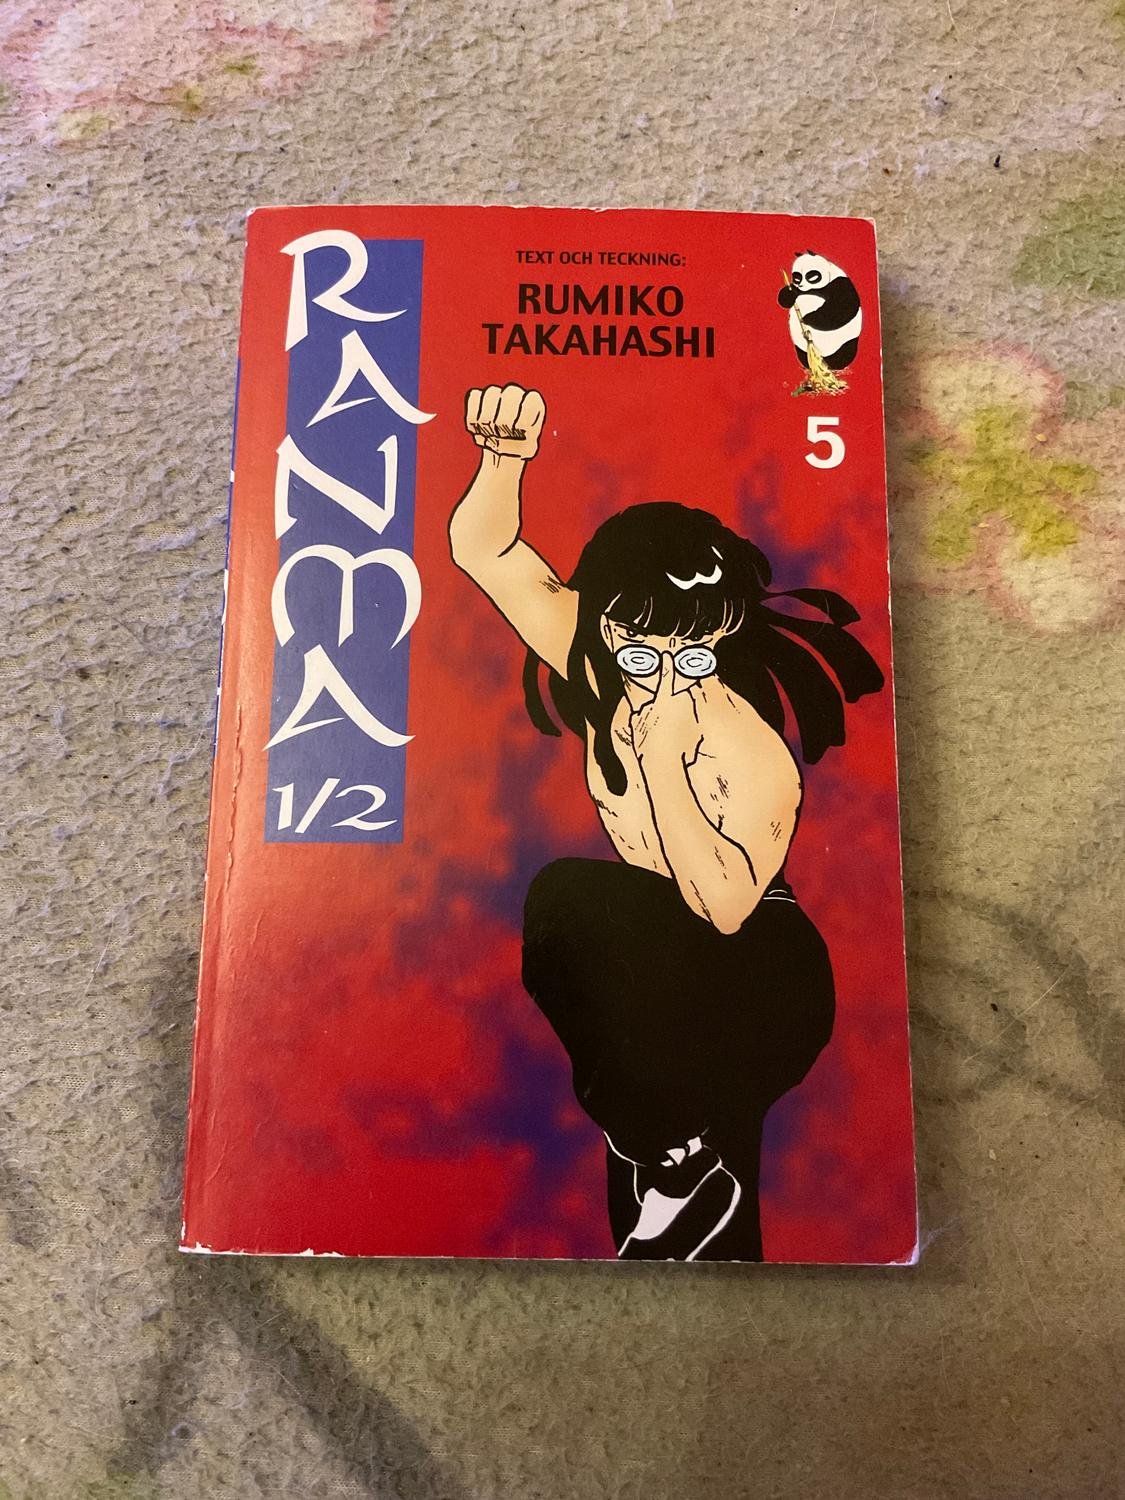 RANMA
1/2
TEXT OCH TECKNING:
RUMIKO
TAKAHASHI
5